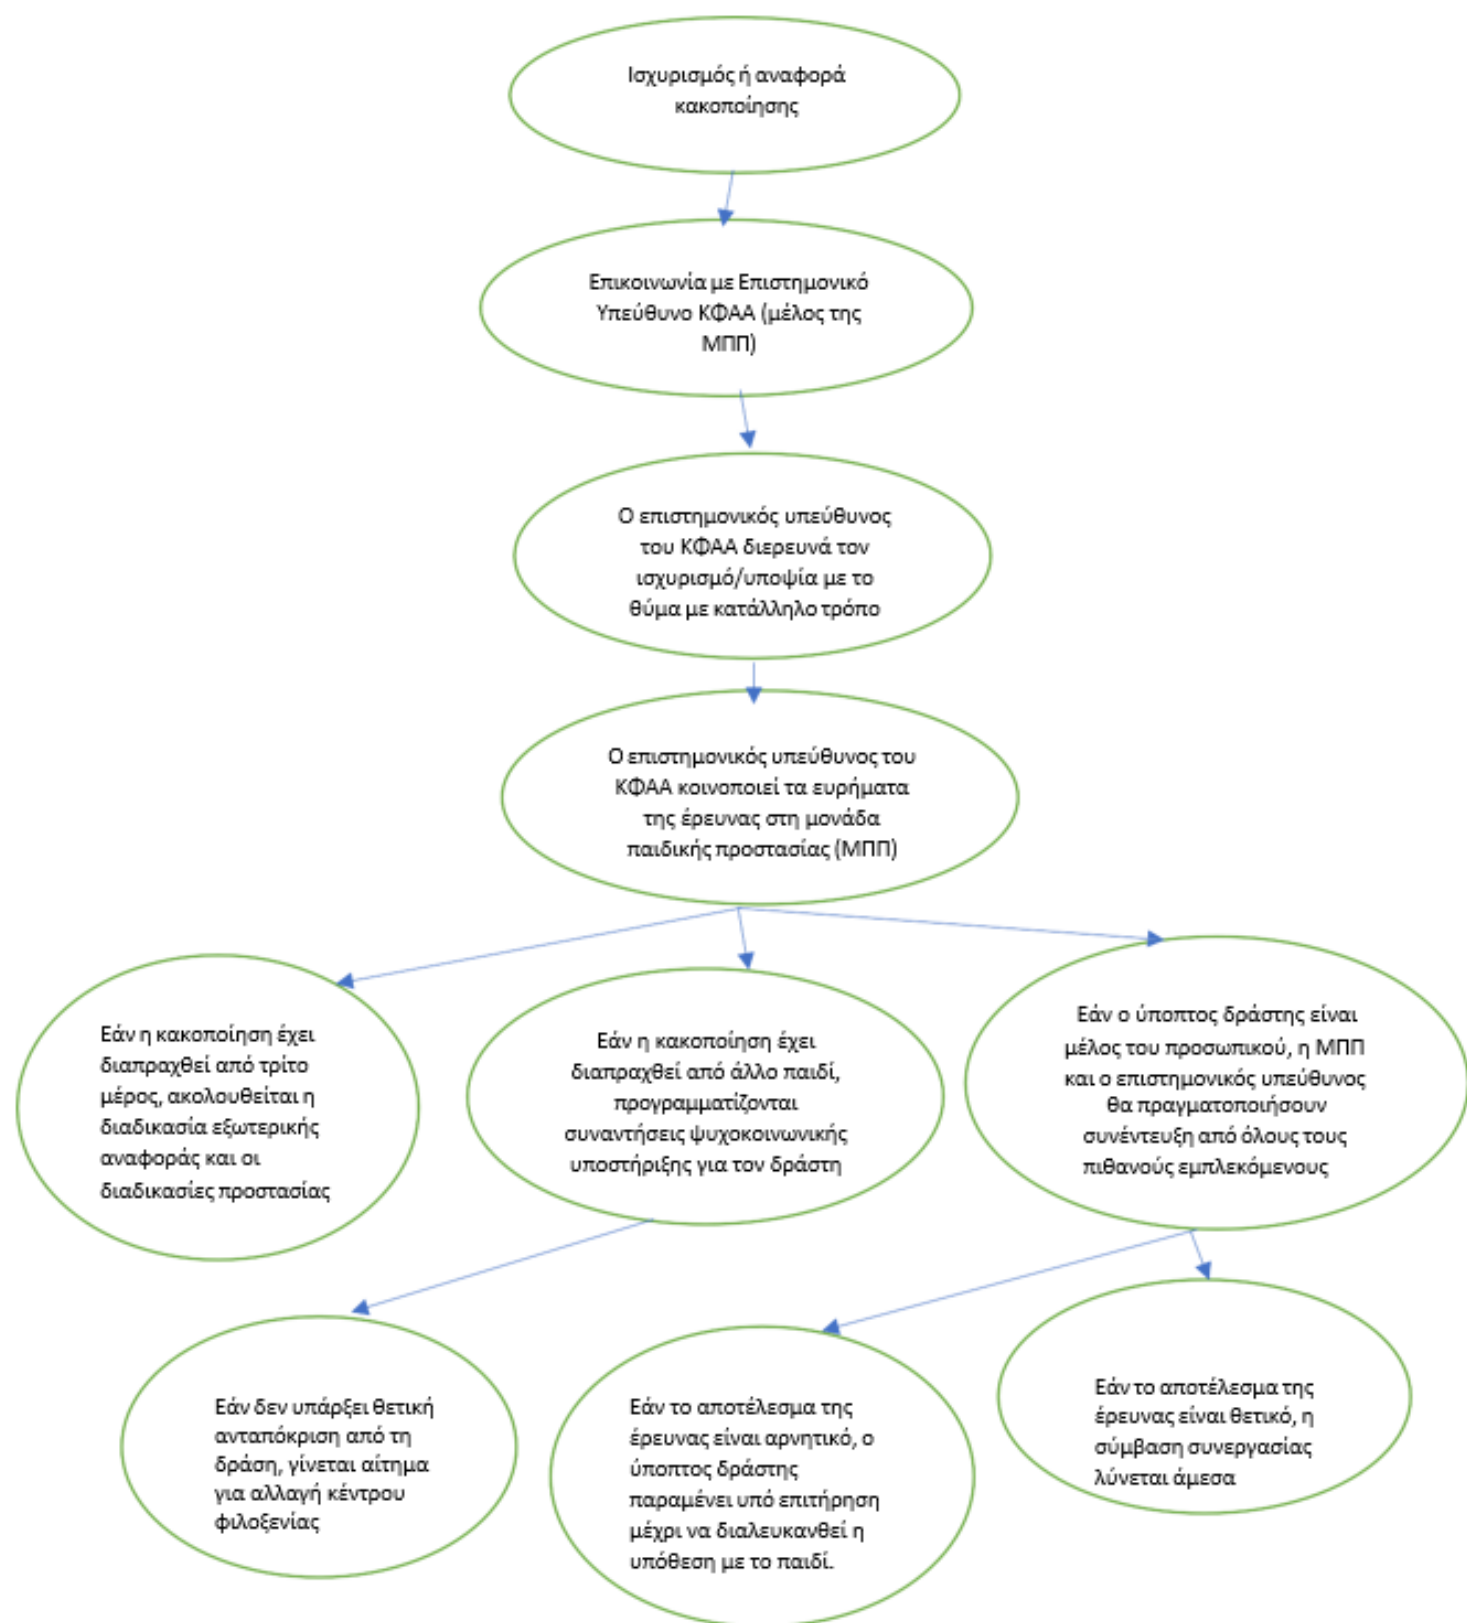 Ισχυρισμός ή αναφορά
κακοποίησης
Επικοινωνία με Επιστημονικό
Υπεύθυνο ΚΦΑΑ (μέλος της
ΜΠΠ)
Ο επιστημονικός υπεύθυνος
του ΚΦΑΑ διερευνά τον
ισχυρισμό/υποψία με το
θύμα με κατάλληλο τρόπο
Ο επιστημονικός υπεύθυνος του
ΚΦΑΑ κοινοποιεί τα ευρήματα
της έρευνας στη μονάδα
παιδικής προστασίας (ΜΠΠ)
Εάν η κακοποίηση έχει
διαπραχθεί από τρίτο
μέρος, ακολουθείται η
διαδικασία εξωτερικής
αναφοράς και οι
διαδικασίες προστασίας
Εάν η κακοποίηση έχει
διαπραχθεί από άλλο παιδί,
προγραμματίζονται
συναντήσεις ψυχοκοινωνικής
υποστήριξης για τον δράστη
Εάν ο ύποπτος δράστης είναι
μέλος του προσωπικού, η ΜΠΠ
και ο επιστημονικός υπεύθυνος
θα πραγματοποιήσουν
συνέντευξη από όλους τους
πιθανούς εμπλεκόμενους
Εάν δεν υπάρξει θετική
ανταπόκριση από τη
δράση, γίνεται αίτημα
για αλλαγή κέντρου
φιλοξενίας
Εάν το αποτέλεσμα της
έρευνας είναι αρνητικό, ο
ύποπτος δράστης
παραμένει υπό επιτήρηση
μέχρι να διαλευκανθεί η
υπόθεση με το παιδί.
Εάν το αποτέλεσμα της
έρευνας είναι θετικό, η
σύμβαση συνεργασίας
λύνεται άμεσα